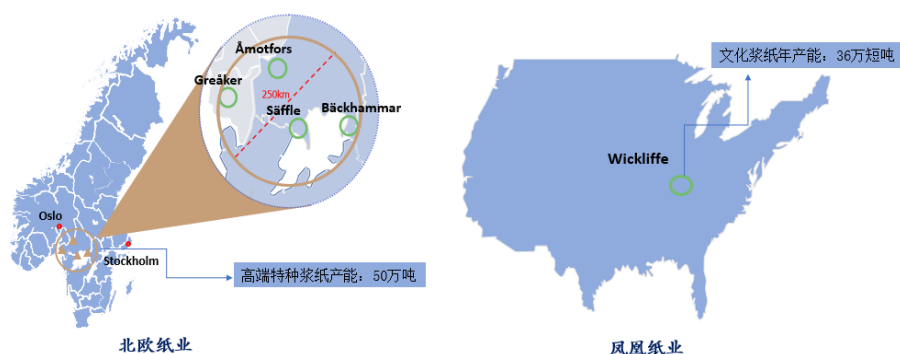 Åmotfors
Greåker
250km
Säffle
Bäckhammar
Oslo
Stockholm
高端特种浆纸产能：50万吨
北欧纸业
文化浆纸年产能：36万短吨
Wickliffe
凤凰纸业